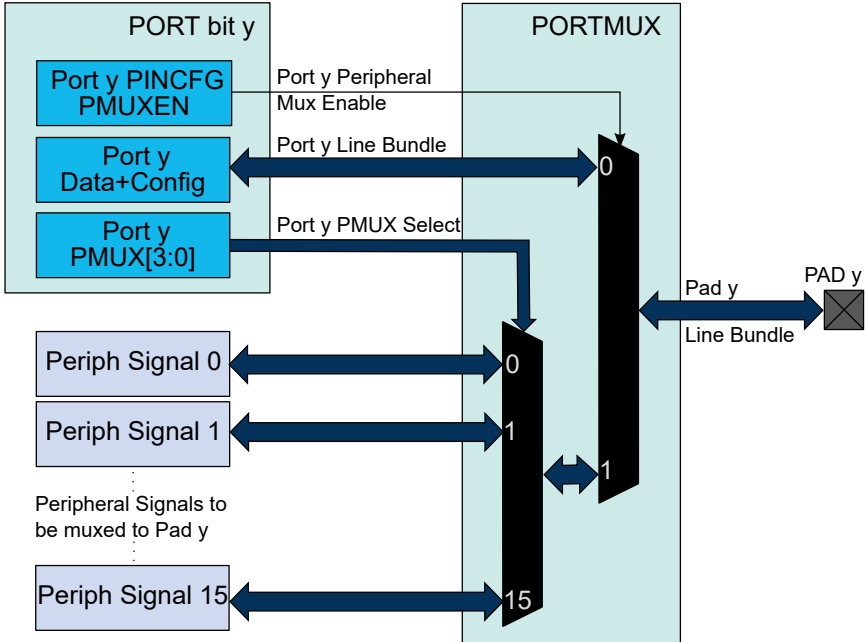 PORT bit y
PORTMUX
Port y PINCFG
PMUXEN
Port y Peripheral
Mux Enable
Port y
Data+Config
Port y Line Bundle
0
Port y
PMUX[3:0]
Port y PMUX Select
Pad y
Line Bundle
PAD y
Periph Signal 0
0
Periph Signal 1
1
1
Peripheral Signals to
be muxed to Pad y
Periph Signal 15
15